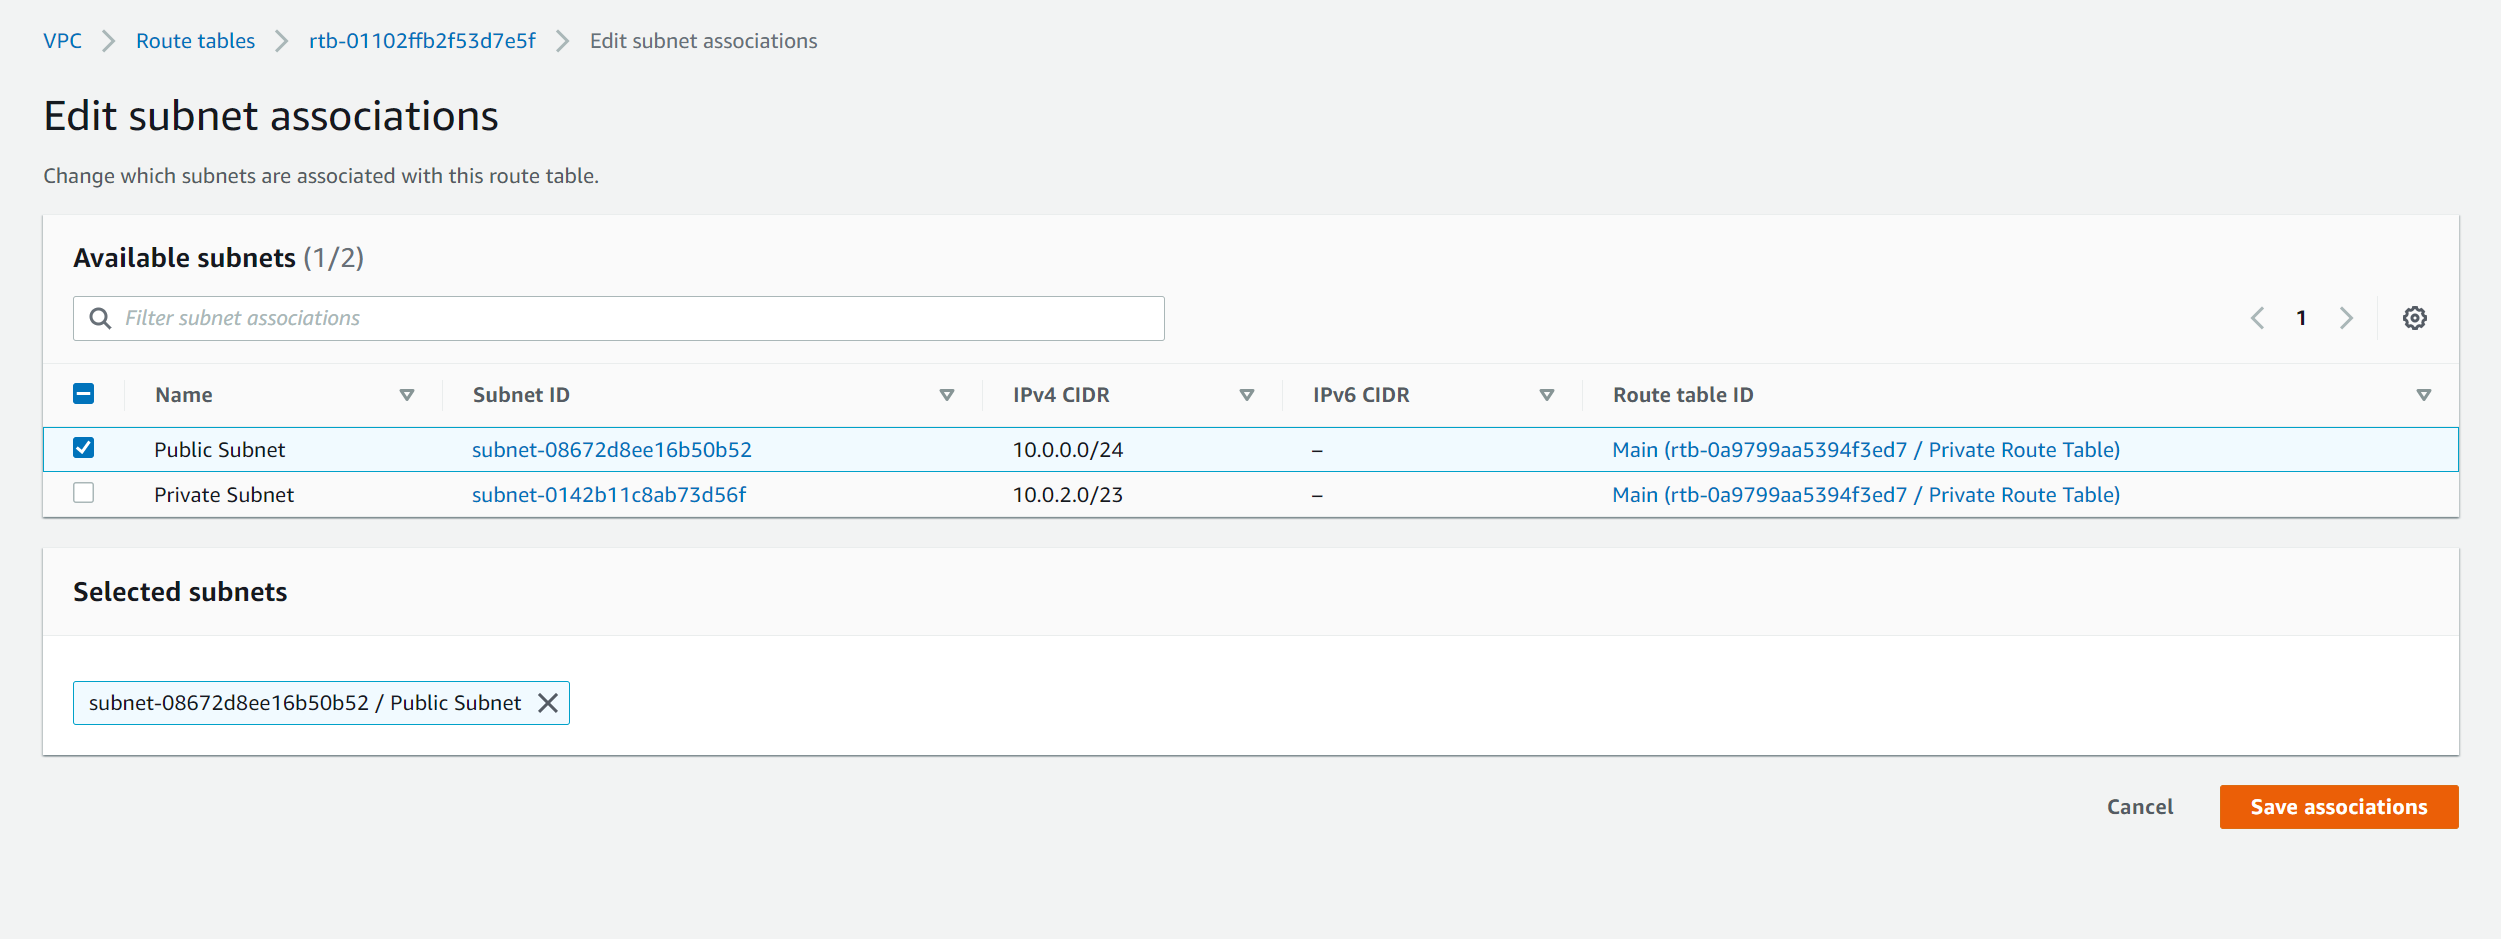 VPC Route tables rtb-01102ffb2f53d7e5f Edit subnet associations
Edit subnet associations
Change which subnets are associated with this route table.
Available subnets (1/2)
Filter subnet associations
1
Name Subnet ID IPv4 CIDR IPv6 CIDR Route table ID
Public Subnet subnet-08672d8ee16b50b52 10.0.0.0/24 – Main (rtb-0a9799aa5394f3ed7 / Private Route Table)
Private Subnet subnet-0142b11c8ab73d56f 10.0.2.0/23 – Main (rtb-0a9799aa5394f3ed7 / Private Route Table)
Selected subnets
subnet-08672d8ee16b50b52 / Public Subnet
Cancel Save associations